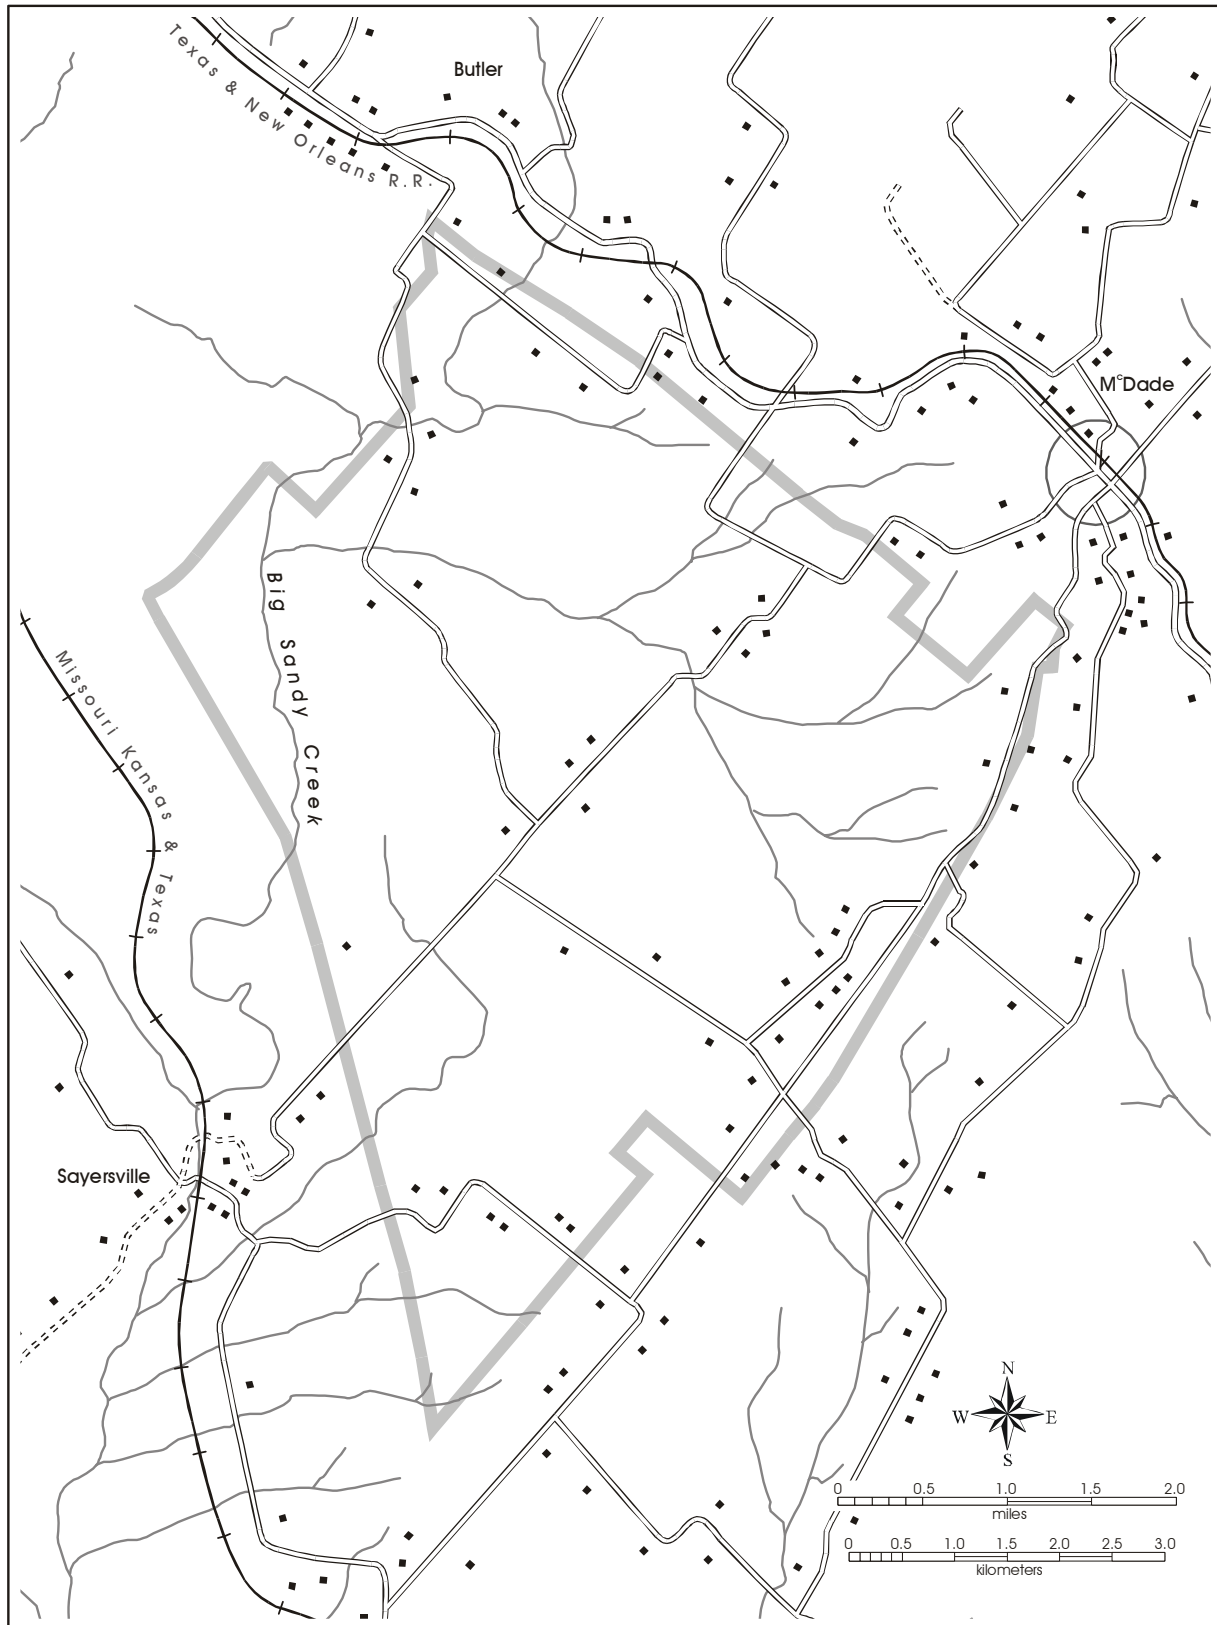 Butler
Texas & New Orleans R.R.
McDade
Big Sandy Creek
Missouri Kansas & Texas
Sayersville
N
W E
S
0 0.5 1.0 1.5 2.0
miles
0 0.5 1.0 1.5 2.0 2.5 3.0
kilometers